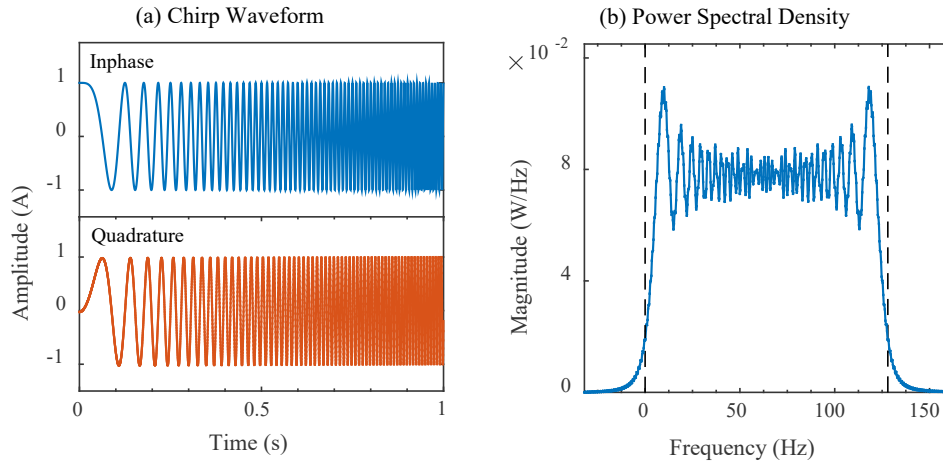 (a) Chirp Waveform
Inphase
1
0
-1
Quadrature
1
0
-1
Amplitude (A)
0
0.5
1
Time (s)
(b) Power Spectral Density
× 10 -2
8
4
0
Magnitude (W/Hz)
0
50
100
150
Frequency (Hz)